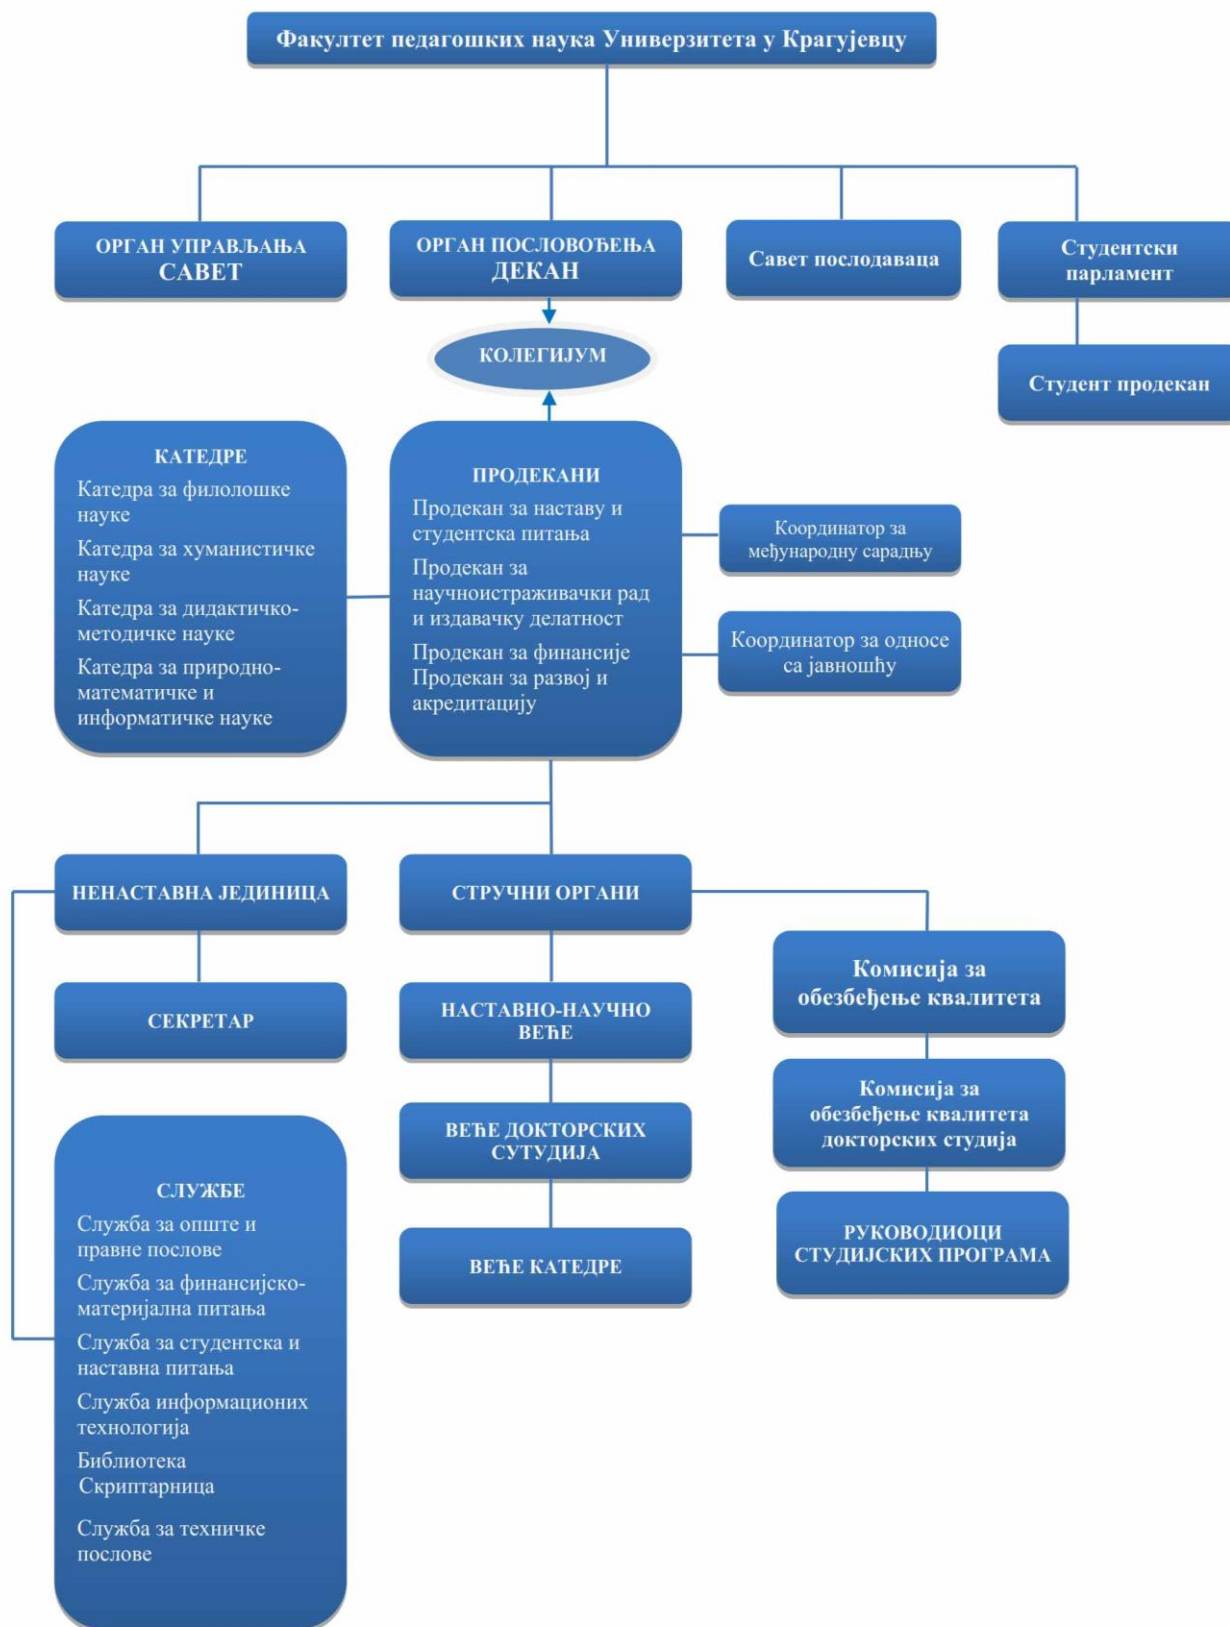 Факултет педагошких наука Универзитета у Крагујевцу
ОРГАН УПРАВЉАЊА
САВЕТ
ОРГАН ПОСЛОВОЂЕЊА
ДЕКАН
Савет послодаваца
Студентски
парламент
КОЛЕГИЈУМ
Студент продекан
КАТЕДРЕ
Катедра за филолошке
науке
Катедра за хуманистичке
науке
Катедра за дидактичко-
методичке науке
Катедра за природно-
математичке и
информатичке науке
ПРОДЕКАНИ
Продекан за наставу и
студентска питања
Продекан за
научноистраживачки рад
и издавачку делатност
Продекан за финансије
Продекан за развој и
акредитацију
Координатор за
међународну сарадњу
Координатор за односе
са јавношћу
НЕНАСТАВНА ЈЕДИНИЦА
СТРУЧНИ ОРГАНИ
СЕКРЕТАР
НАСТАВНО-НАУЧНО
ВЕЋЕ
Комисија за
обезбеђење квалитета
ВЕЋЕ ДОКТОРСКИХ
СУТУДИЈА
Комисија за
обезбеђење квалитета
докторских студија
ВЕЋЕ КАТЕДРЕ
РУКОВОДИОЦИ
СТУДИЈСКИХ ПРОГРАМА
СЛУЖБЕ
Служба за опште и
правне послове
Служба за финансијско-
материјална питања
Служба за студентска и
наставна питања
Служба информационих
технологија
Библиотека
Скриптарница
Служба за техничке
послове